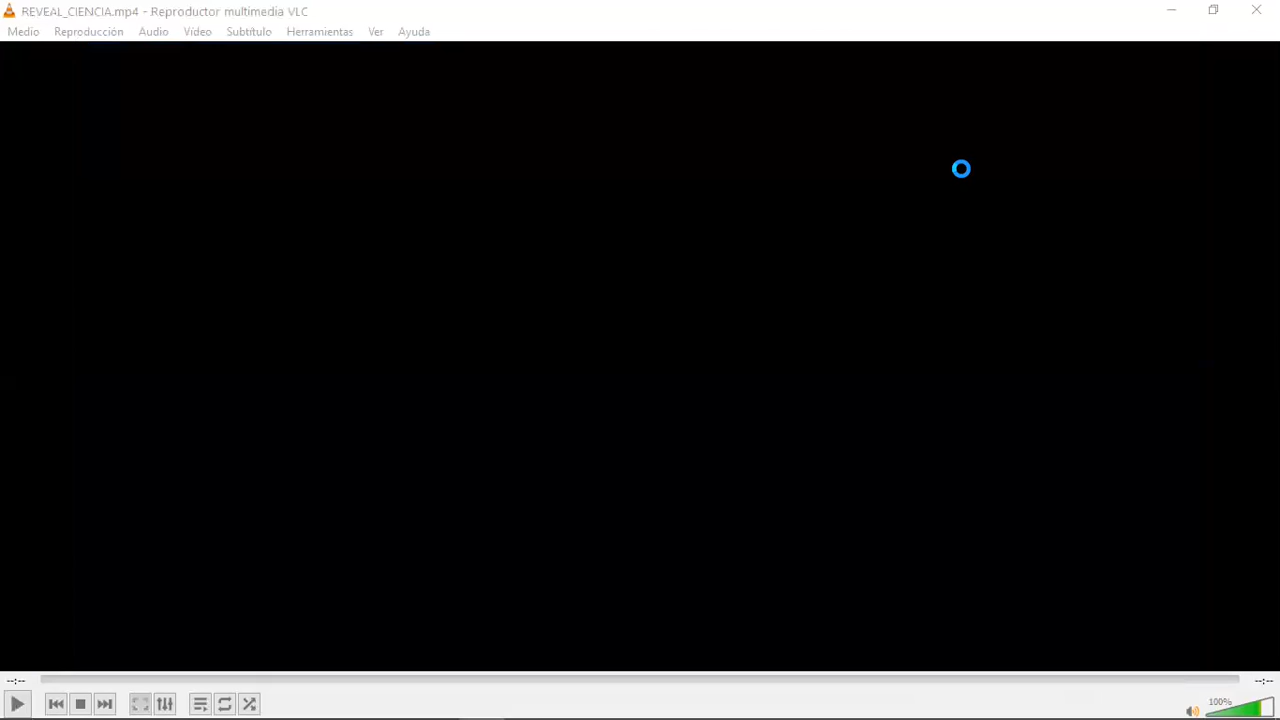 REVEAL_CIENCIA.mp4 - Reproductor multimedia VLC
Medio Reproducción Audio Vídeo Subtítulo Herramientas Ver Ayuda
--:-- --:--
100%